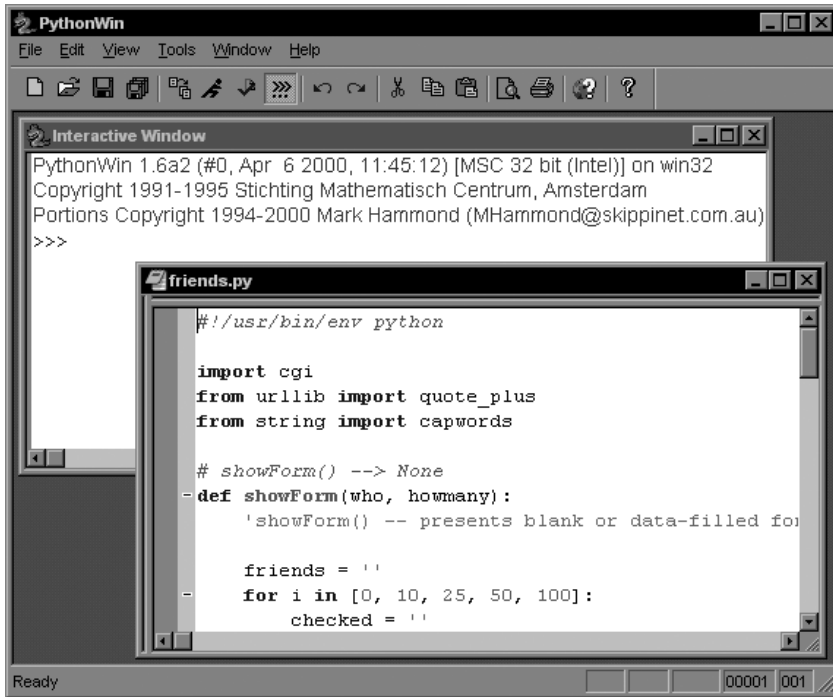 PythonWin
File Edit View Tools Window Help
Interactive Window
PythonWin 1.6a2 (#0, Apr 6 2000, 11:45:12) [MSC 32 bit (Intel)] on win32
Copyright 1991-1995 Stichting Mathematisch Centrum, Amsterdam
Portions Copyright 1994-2000 Mark Hammond (MHammond@skippinet.com.au)
>>>
friends.py
#!/usr/bin/env python
import cgi
from urllib import quote_plus
from string import capwords
# showForm() --> None
def showForm(who, howmany):
'showForm() -- presents blank or data-filled for
friends = ''
for i in [0, 10, 25, 50, 100]:
checked = ''
Ready 00001 001